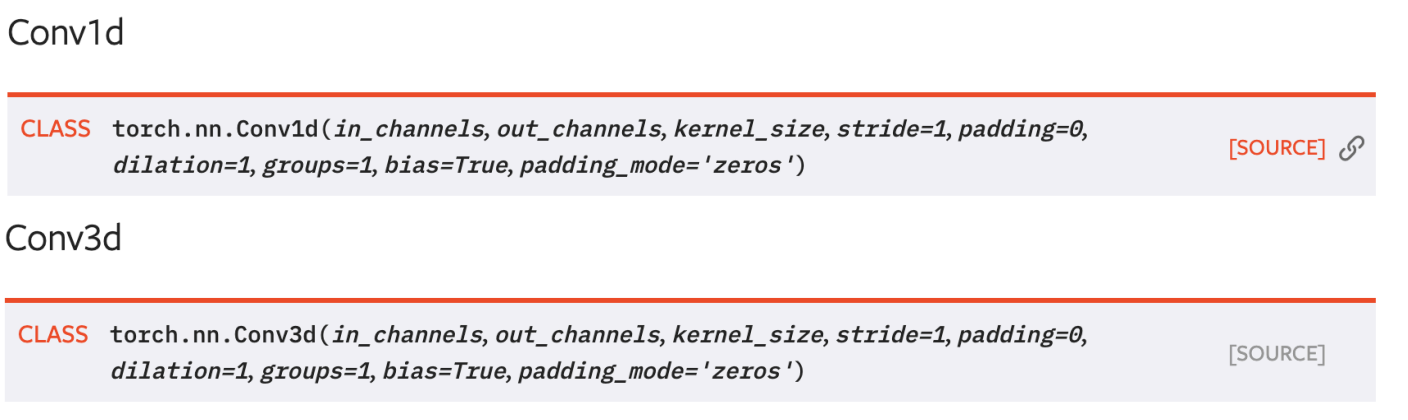 Conv1d
CLASS torch.nn.Conv1d(in_channels, out_channels, kernel_size, stride=1, padding=0,
[SOURCE]
dilation=1, groups=1, bias=True, padding_mode='zeros')
Conv3d
CLASS torch.nn.Conv3d(in_channels, out_channels, kernel_size, stride=1, padding=0,
[SOURCE]
dilation=1, groups=1, bias=True, padding_mode='zeros')